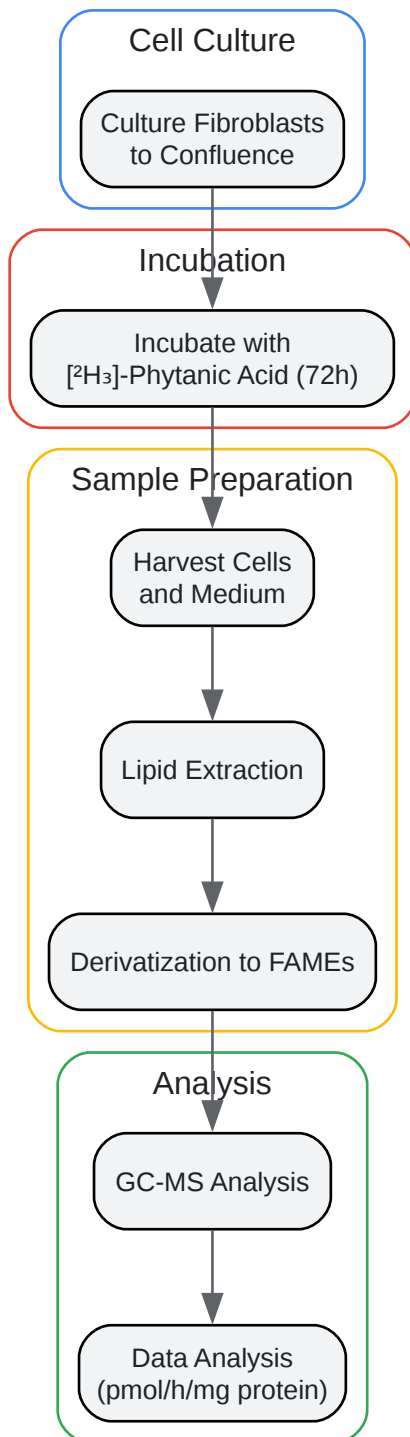 Cell Culture
Culture Fibroblasts
to Confluence
Incubation
Incubate with
[²H₃]-Phytanic Acid (72h)
Sample Preparation
Harvest Cells
and Medium
Lipid Extraction
Derivatization to FAMEs
Analysis
GC-MS Analysis
Data Analysis
(pmol/h/mg protein)